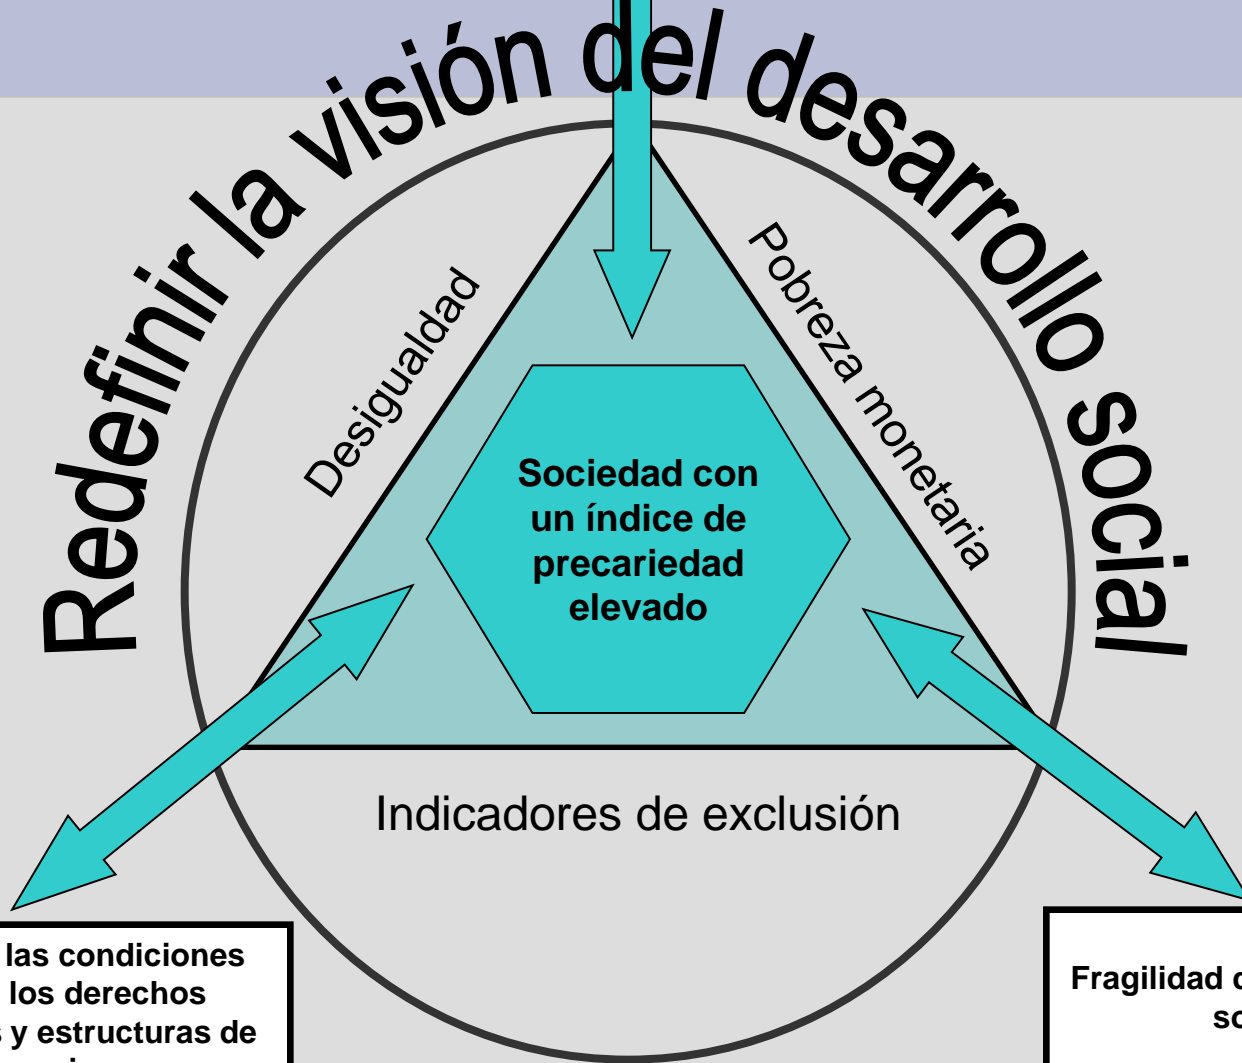 Redefinir la visión del desarrollo social
Desigualdad
Pobreza monetaria
Sociedad con
un índice de
precariedad
elevado
Indicadores de exclusión
las condiciones
los derechos
y estructuras de
Fragilidad